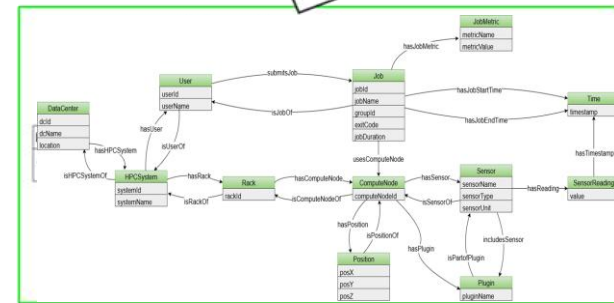 JobMetric
metricName
metricValue
hasJobMetric
User
userId
userName
submitsJob
isJobOf
Job
jobId
jobName
groupId
exitCode
jobDuration
hasJobStartTime
hasJobEndTime
Time
timestamp
DataCenter
dcId
dcName
location
hasHPCSystem
isHPCSystemOf
hasUser
isUserOf
HPCSystem
systemId
systemName
hasRack
isRackOf
Rack
rackId
hasComputeNode
isComputeNodeOf
usesComputeNode
ComputeNode
computeNodeId
hasSensor
isSensorOf
Sensor
sensorName
sensorType
sensorUnit
hasReading
hasTimestamp
SensorReading
value
hasPosition
isPositionOf
Position
posX
posY
posZ
hasPlugin
isPartofPlugin
includesSensor
Plugin
pluginName